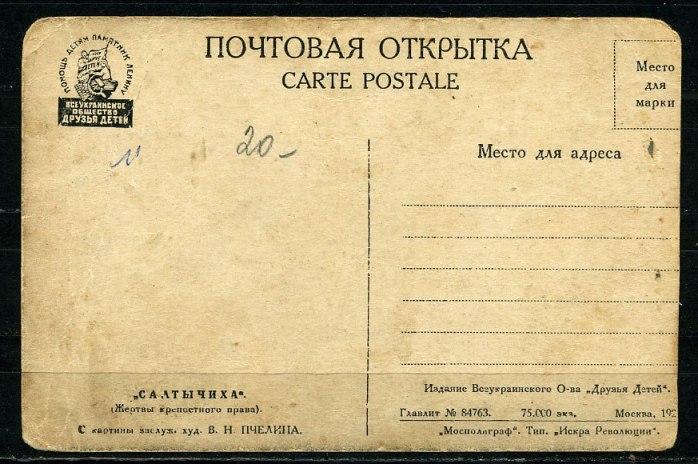 ПОЧТОВАЯ ОТКРЫТКА
CARTE POSTALE
ПОМОЩЬ ДЕТЯМ ПАМЯТНИК ЛЕНИНУ
ВСЕУКРАИНСКОЕ
ОБЩЕСТВО
ДРУЗЬЯ ДЕТЕЙ
Место
для
марки
20-
Место для адреса
„САЛТЫЧИХА“.
(Жертвы крепостного права).
С картины заслуж. худ. В. Н. ПЧЕЛИНА.
Издание Всеукраинского О-ва „Друзья Детей“.
Главлит № 84763. 75.000 экз. Москва, 192
„Мосполиграф“. Тип. „Искра Революции“.